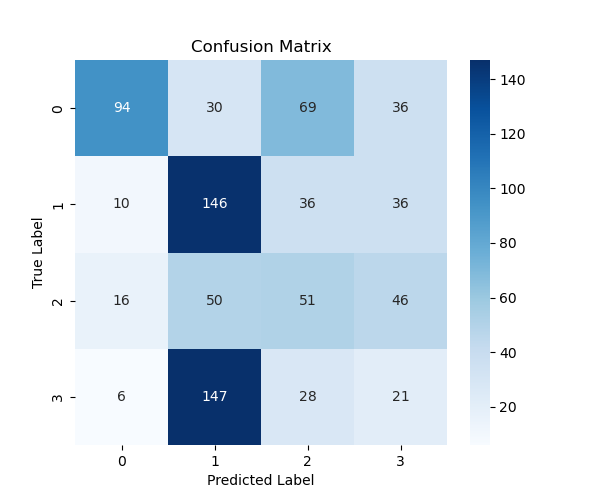 Confusion Matrix
0 94 30 69 36
1 10 146 36 36
2 16 50 51 46
3 6 147 28 21
0 1 2 3
Predicted Label
True Label
140
120
100
80
60
40
20